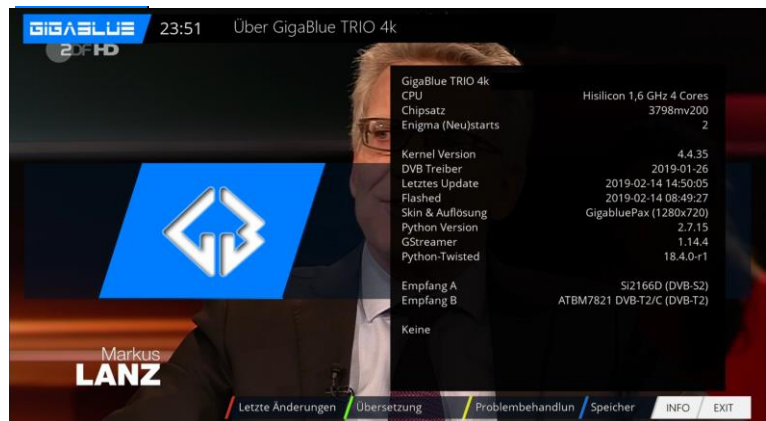 GIGABLUE 23:51 Über GigaBlue TRIO 4k
2DF HD
GigaBlue TRIO 4k
CPU Hisilicon 1,6 GHz 4 Cores
Chipsatz 3798mv200
Enigma (Neu)starts 2
Kernel Version 4.4.35
DVB Treiber 2019-01-26
Letztes Update 2019-02-14 14:50:05
Flashed 2019-02-14 08:49:27
Skin & Auflösung GigabluePax (1280x720)
Python Version 2.7.15
GStreamer 1.14.4
Python-Twisted 18.4.0-r1
Empfang A Si2166D (DVB-S2)
Empfang B ATBM7821 DVB-T2/C (DVB-T2)
Keine
GB
Markus
LANZ
Letzte Änderungen Übersetzung Problembehandlun Speicher INFO EXIT